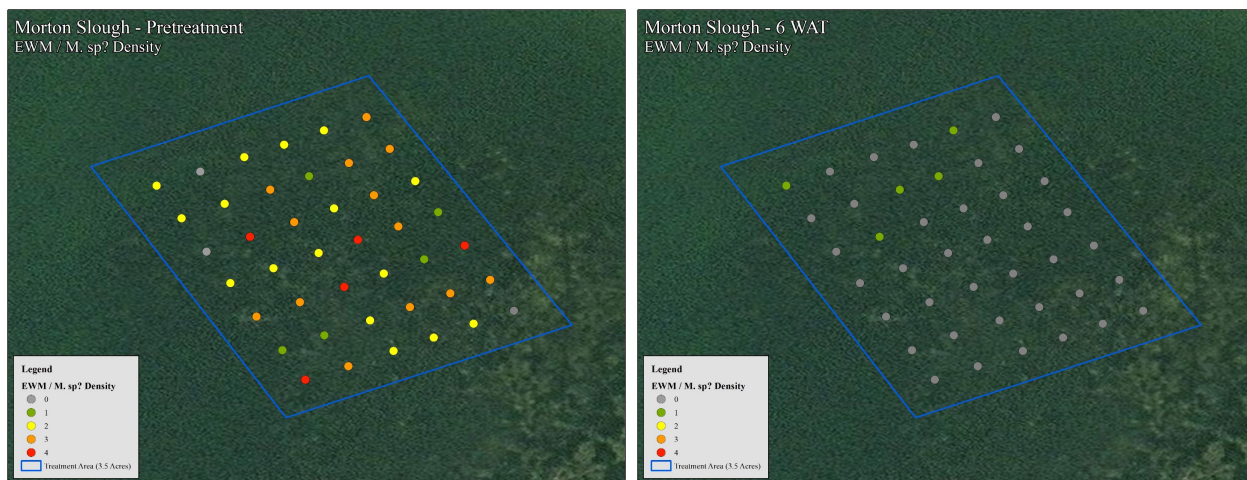 Morton Slough - Pretreatment
EWM / M. sp? Density
Legend
EWM / M. sp? Density
0
1
2
3
4
Treatment Area (3.5 Acres)
Morton Slough - 6 WAT
EWM / M. sp? Density
Legend
EWM / M. sp? Density
0
1
2
3
4
Treatment Area (3.5 Acres)